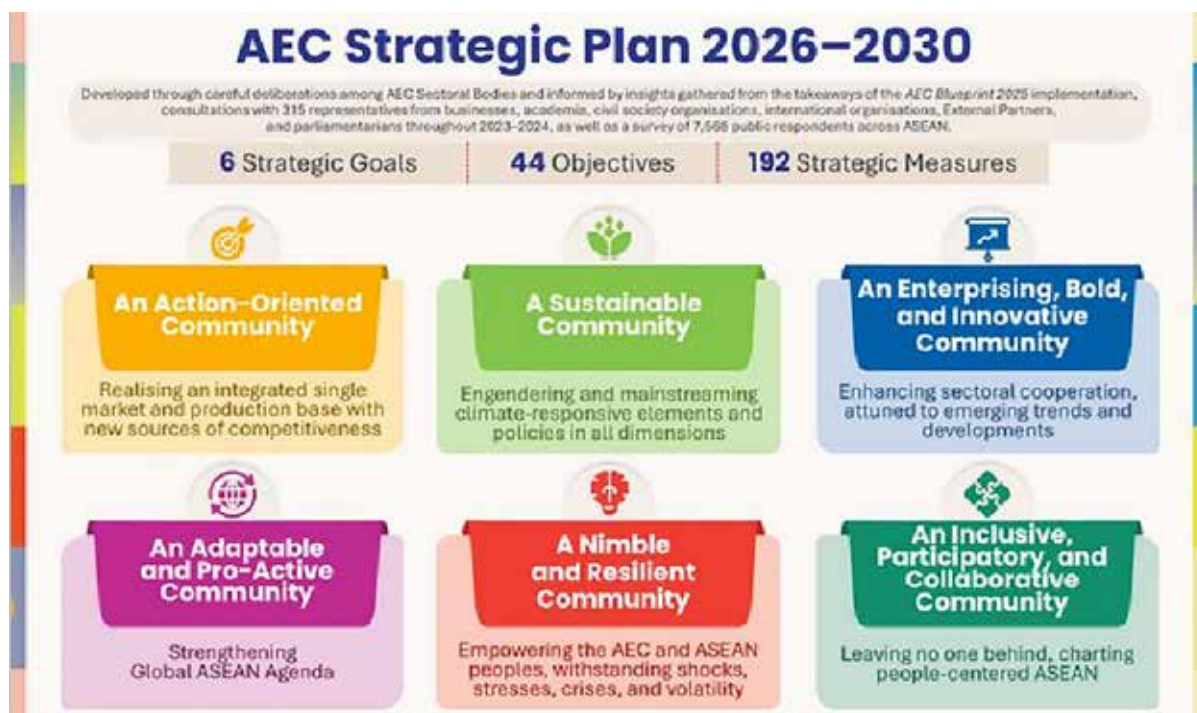 AEC Strategic Plan 2026–2030
Developed through careful deliberations among AEC Sectoral Bodies and informed by insights gathered from the takeaways of the AEC Blueprint 2025 implementation,
consultations with 315 representatives from businesses, academia, civil society organisations, international organisations, External Partners,
and parliamentarians throughout 2023–2024, as well as a survey of public respondents across ASEAN.
6 Strategic Goals
44 Objectives
192 Strategic Measures
An Action-Oriented
Community
Realising an integrated single
market and production base with
new sources of competitiveness
A Sustainable
Community
Engendering and mainstreaming
climate-responsive elements and
policies in all dimensions
An Enterprising, Bold,
and Innovative
Community
Enhancing sectoral cooperation,
attuned to emerging trends and
developments
An Adaptable
and Pro-Active
Community
Strengthening
Global ASEAN Agenda
A Nimble
and Resilient
Community
Empowering the AEC and ASEAN
peoples, withstanding shocks,
stresses, crises, and volatility
An Inclusive,
Participatory, and
Collaborative
Community
Leaving no one behind, charting
people-centered ASEAN